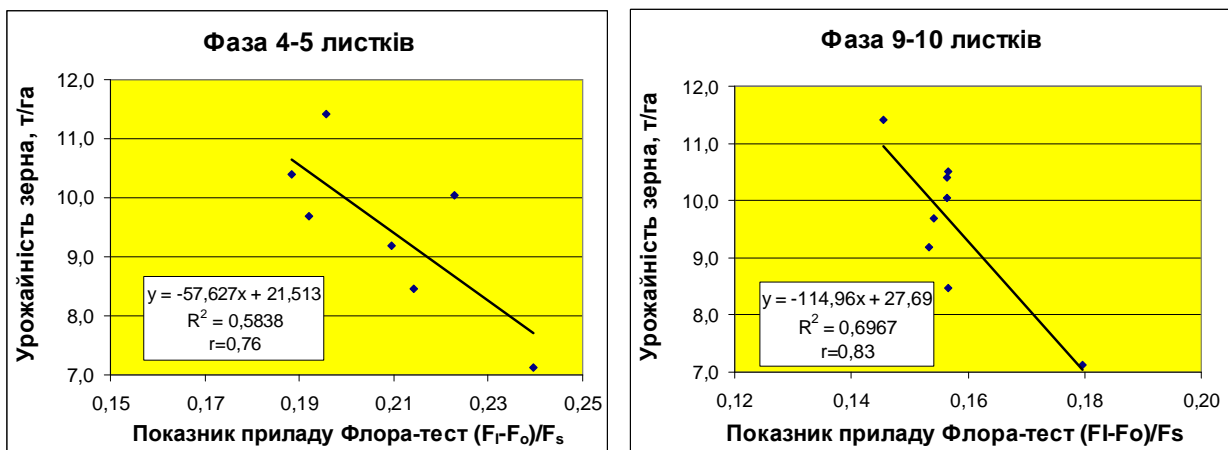 Фаза 4-5 листків
12,0
11,0
10,0
9,0
8,0
7,0
0,15 0,17 0,19 0,21 0,23 0,25
Урожайність зерна, т/га
y = -57,627x + 21,513
R² = 0,5838
r=0,76
Показник приладу Флора-тест (Fₗ-Fₒ)/Fₛ
Фаза 9-10 листків
12,0
11,0
10,0
9,0
8,0
7,0
0,12 0,14 0,16 0,18 0,20
Урожайність зерна, т/га
y = -114,96x + 27,69
R² = 0,6967
r=0,83
Показник приладу Флора-тест (Fl-Fo)/Fs